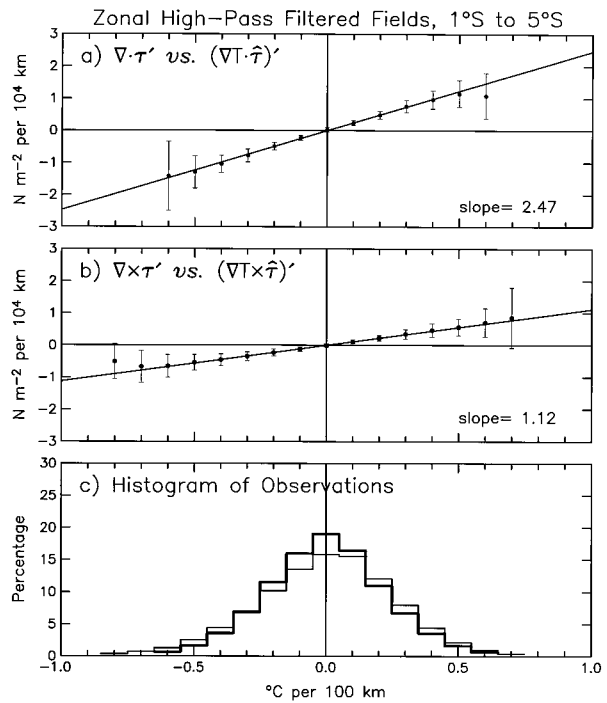 Zonal High-Pass Filtered Fields, 1°S to 5°S
3
2
1
0
-1
-2
-3
N m⁻² per 10⁴ km
a) ∇·τ′ vs. (∇T·τ̂)′
slope= 2.47
3
2
1
0
-1
-2
-3
N m⁻² per 10⁴ km
b) ∇×τ′ vs. (∇T×τ̂)′
slope= 1.12
30
25
20
15
10
5
0
Percentage
c) Histogram of Observations
-1.0 -0.5 0.0 0.5 1.0
°C per 100 km